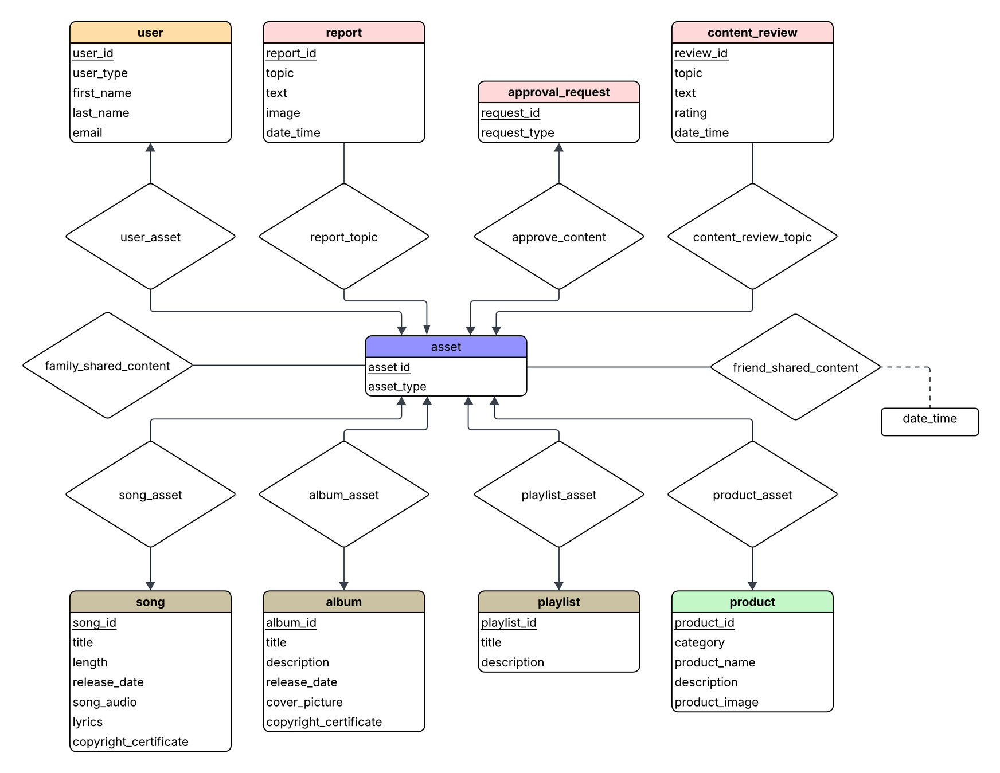 user
user_id
user_type
first_name
last_name
email
report
report_id
topic
text
image
date_time
approval_request
request_id
request_type
content_review
review_id
topic
text
rating
date_time
user_asset
report_topic
approve_content
content_review_topic
family_shared_content
asset
asset id
asset_type
friend_shared_content
date_time
song_asset
album_asset
playlist_asset
product_asset
song
song_id
title
length
release_date
song_audio
lyrics
copyright_certificate
album
album_id
title
description
release_date
cover_picture
copyright_certificate
playlist
playlist_id
title
description
product
product_id
category
product_name
description
product_image